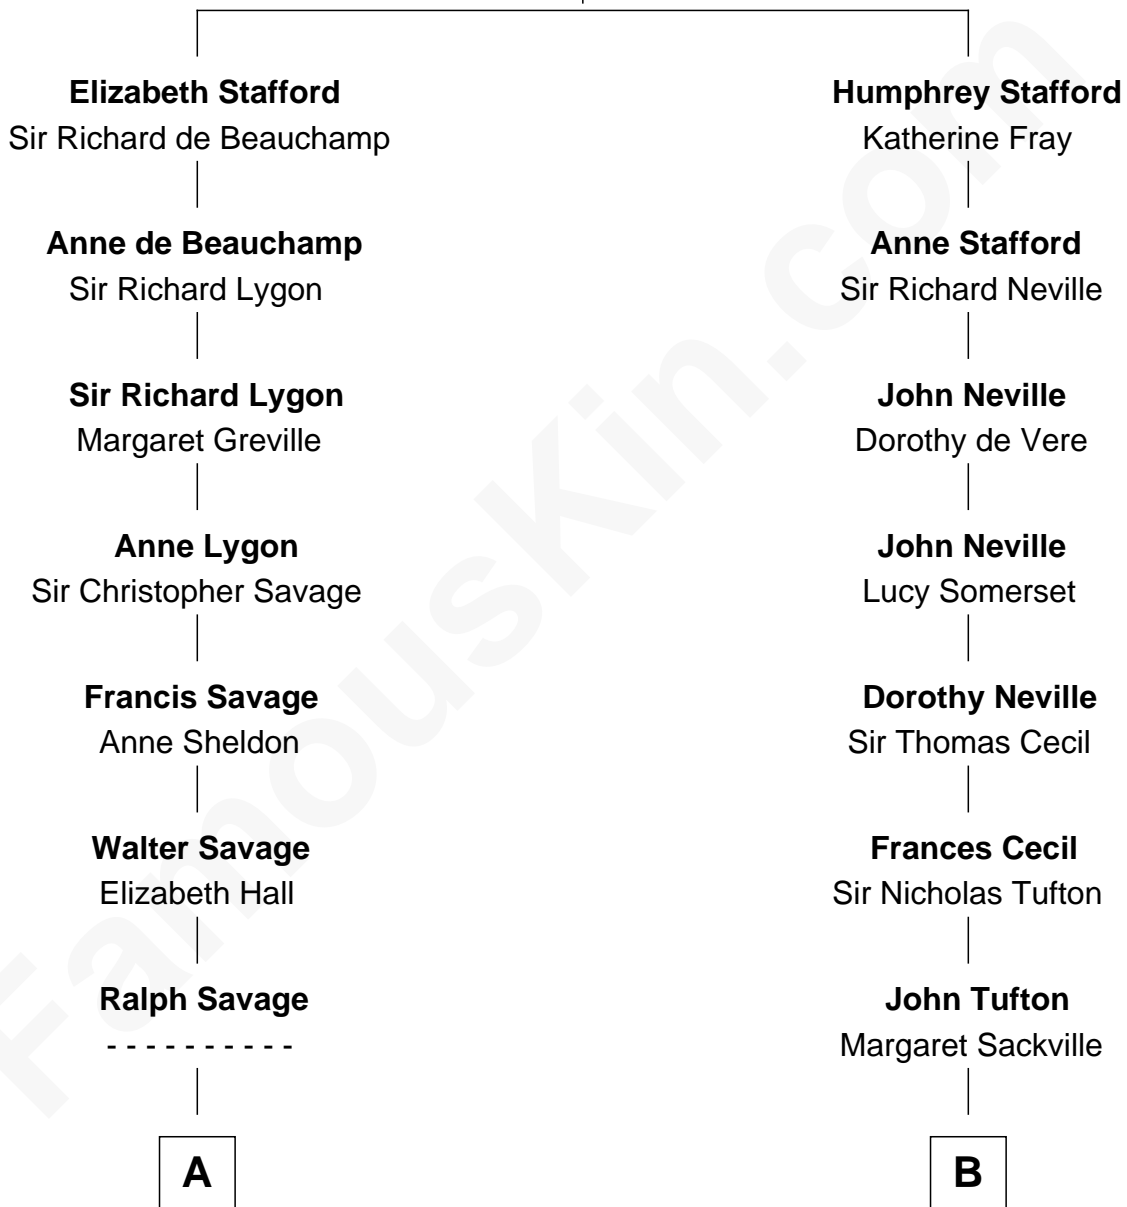 Elizabeth Stafford
Sir Richard de Beauchamp
Anne de Beauchamp
Sir Richard Lygon
Sir Richard Lygon
Margaret Greville
Anne Lygon
Sir Christopher Savage
Francis Savage
Anne Sheldon
Walter Savage
Elizabeth Hall
Ralph Savage
- - - - - - - - - -
A
Humphrey Stafford
Katherine Fray
Anne Stafford
Sir Richard Neville
John Neville
Dorothy de Vere
John Neville
Lucy Somerset
Dorothy Neville
Sir Thomas Cecil
Frances Cecil
Sir Nicholas Tufton
John Tufton
Margaret Sackville
B
FamousKin.com